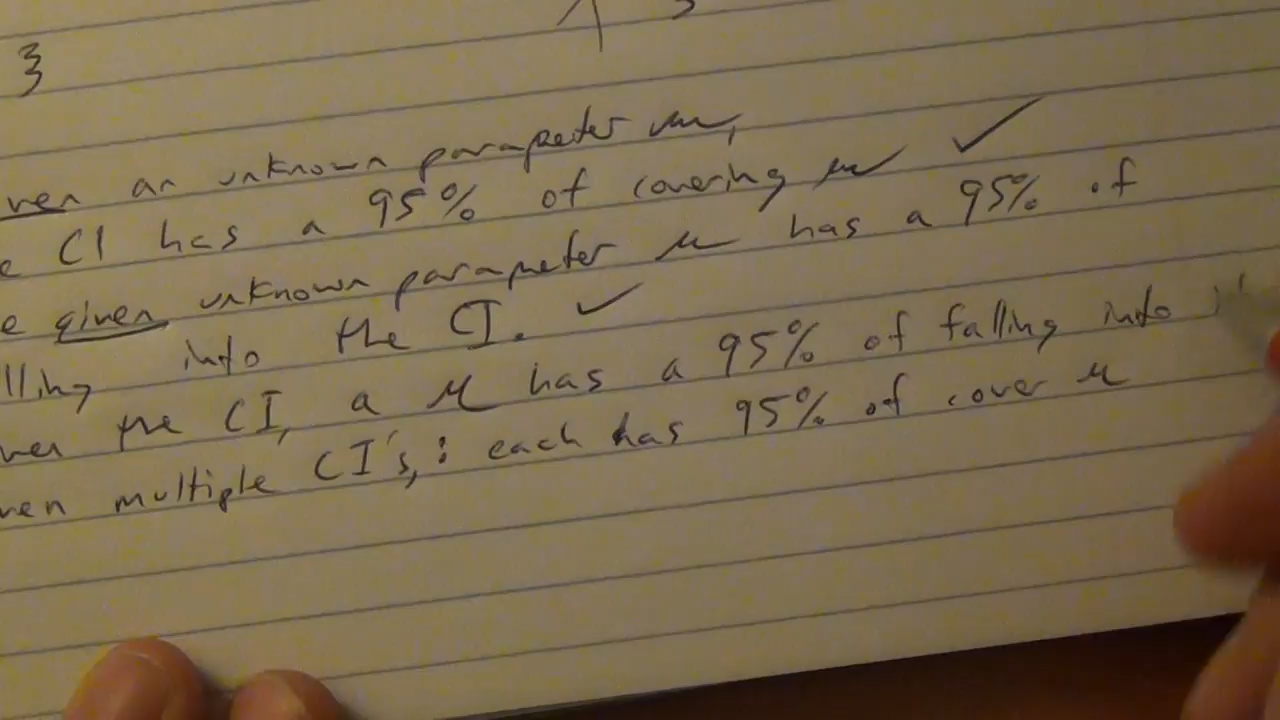 3
ven an unknown parameter μ,
e CI has a 95% of covering μ ✓
e given unknown parameter μ has a 95% of
lling into the CI. ✓
ven the CI, a μ has a 95% of falling into
ven multiple CI's,: each has 95% of cover μ